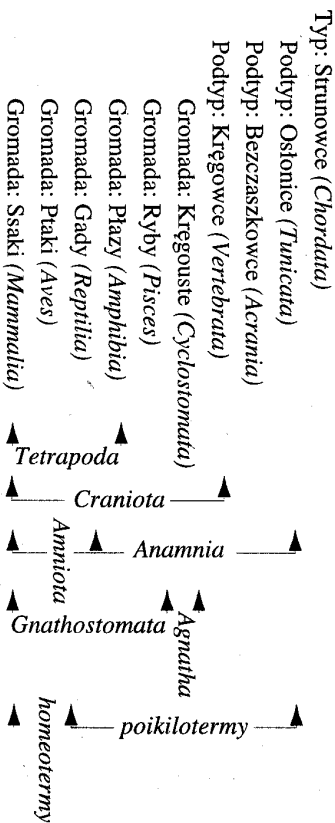 Typ: Strunowce (Chordata)
Podtyp: Osłonice (Tunicata)
Podtyp: Bezczaszkowce (Acrania)
Podtyp: Kręgowce (Vertebrata)
Gromada: Kręgouste (Cyclostomata)
Gromada: Ryby (Pisces)
Gromada: Płazy (Amphibia)
Gromada: Gady (Reptilia)
Gromada: Ptaki (Aves)
Gromada: Ssaki (Mammalia)
Tetrapoda
Craniota
Anamnia
Amniota
Agnatha
Gnathostomata
poikilotermy
homeotermy